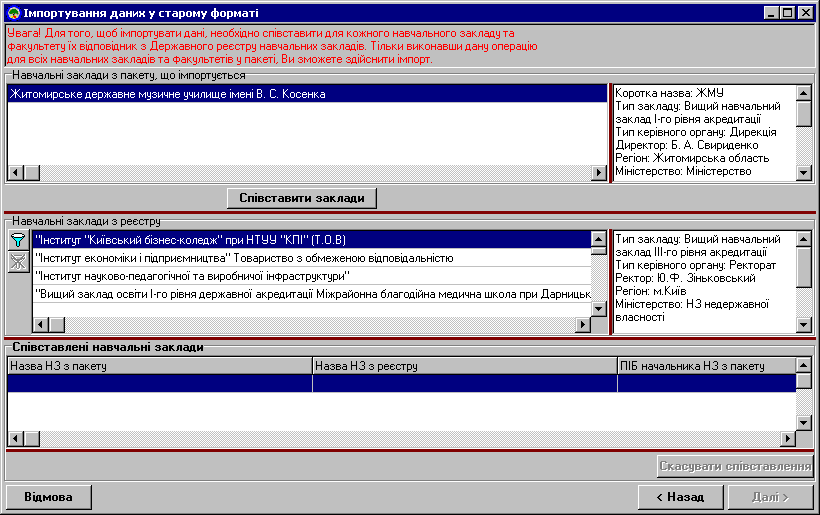 Імпортування даних у старому форматі
Увага! Для того, щоб імпортувати дані, необхідно співставити для кожного навчального закладу та
факультету їх відповідник з Державного реєстру навчальних закладів. Тільки виконавши дану операцію
для всіх навчальних закладів та факультетів у пакеті, Ви зможете здійснити імпорт.
Навчальні заклади з пакету, що імпортується
Житомирське державне музичне училище імені В. С. Косенка
Коротка назва: ЖМУ
Тип закладу: Вищий навчальний
заклад I-го рівня акредитації
Тип керівного органу: Дирекція
Директор: Б. А. Свириденко
Регіон: Житомирська область
Міністерство: Міністерство
Співставити заклади
Навчальні заклади з реєстру
"Інститут "Київський бізнес-коледж" при НТУУ "КПІ" (Т.О.В)
"Інститут економіки і підприємництва" Товариство з обмеженою відповідальністю
"Інститут науково-педагогічної та виробничої інфраструктури"
"Вищий заклад освіти I-го рівня державної акредитації Міжрайонна благодійна медична школа при Дарницьк
Тип закладу: Вищий навчальний
заклад III-го рівня акредитації
Тип керівного органу: Ректорат
Ректор: Ю.Ф. Зіньковський
Регіон: м.Київ
Міністерство: НЗ недержавної
власності
Співставлені навчальні заклади
Назва НЗ з пакету
Назва НЗ з реєстру
ПІБ начальника НЗ з пакету
Скасувати співставлення
Відмова
< Назад
Далі >